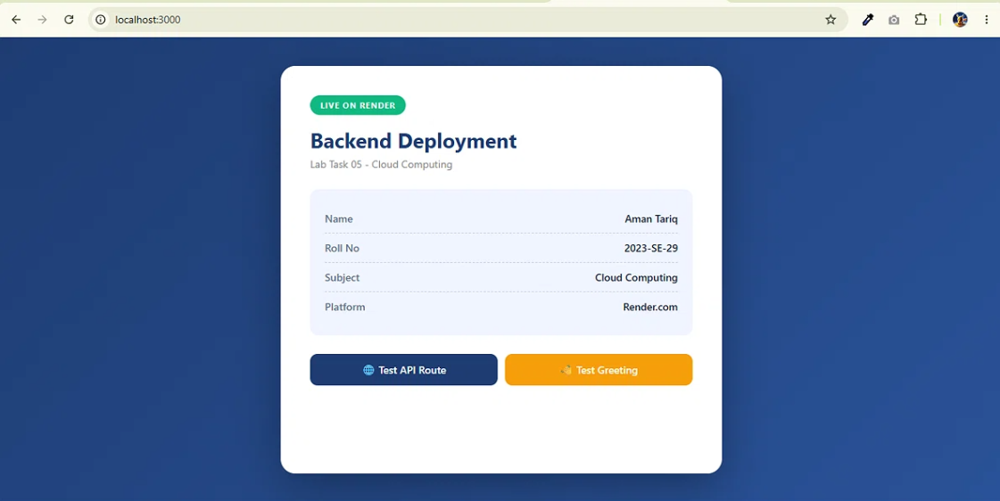 localhost:3000
LIVE ON RENDER
Backend Deployment
Lab Task 05 - Cloud Computing
Name Aman Tariq
Roll No 2023-SE-29
Subject Cloud Computing
Platform Render.com
🌐 Test API Route
👋 Test Greeting